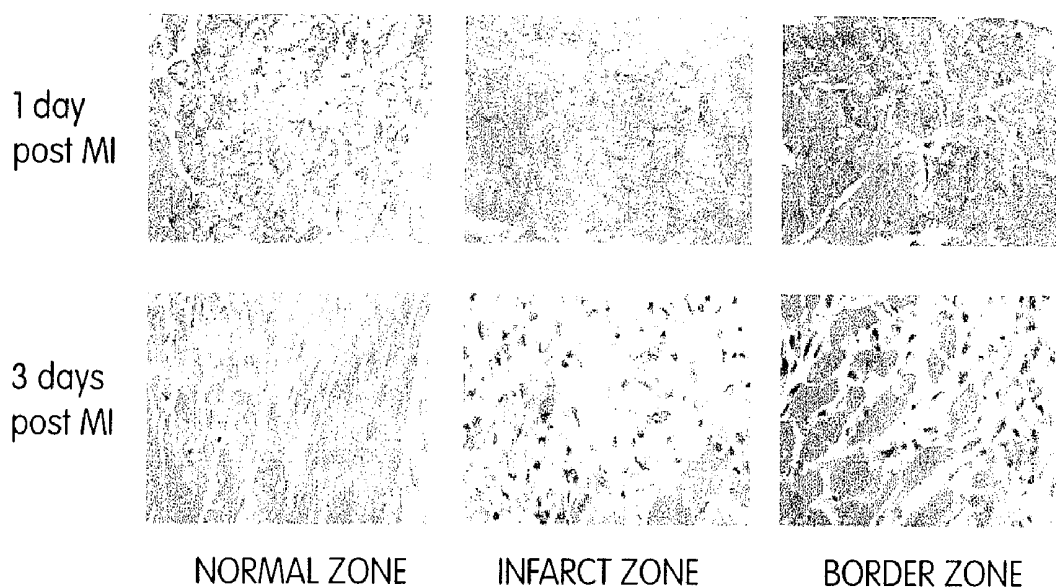 1 day
post MI
3 days
post MI
NORMAL ZONE
INFARCT ZONE
BORDER ZONE